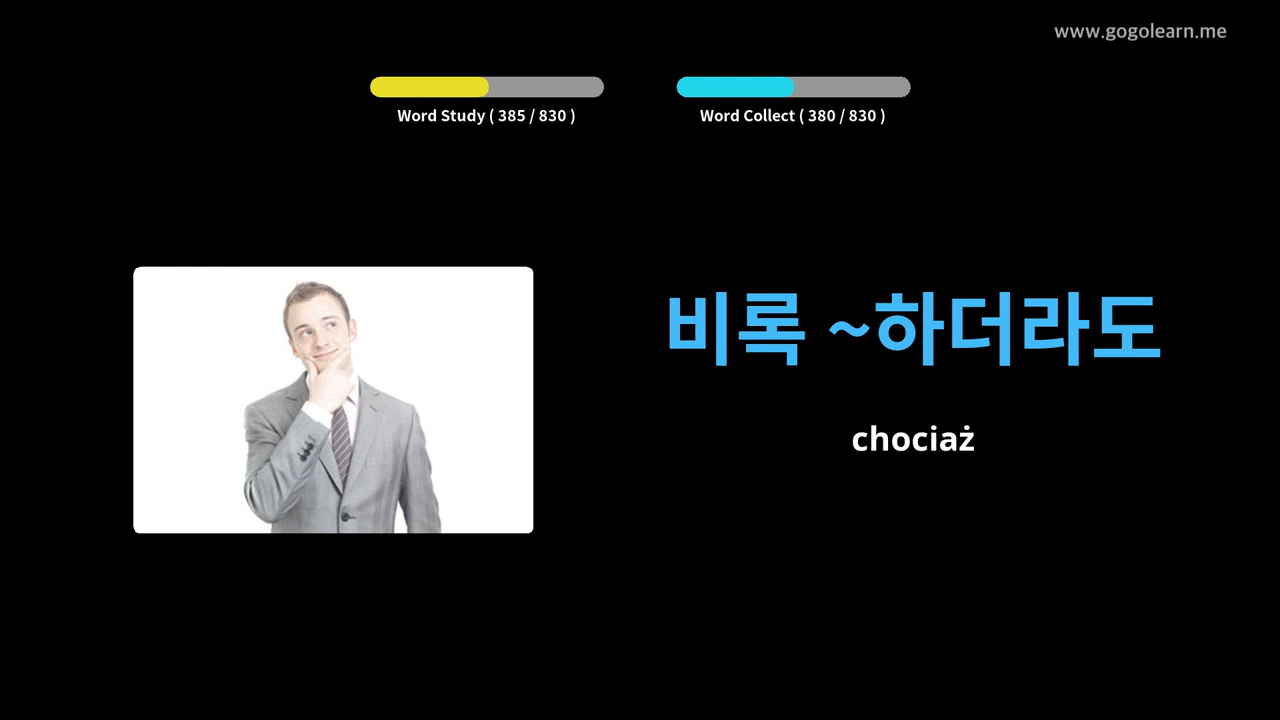 www.gogolearn.me
Word Study ( 385 / 830 )
Word Collect ( 380 / 830 )
비록 ~하더라도
chociaż